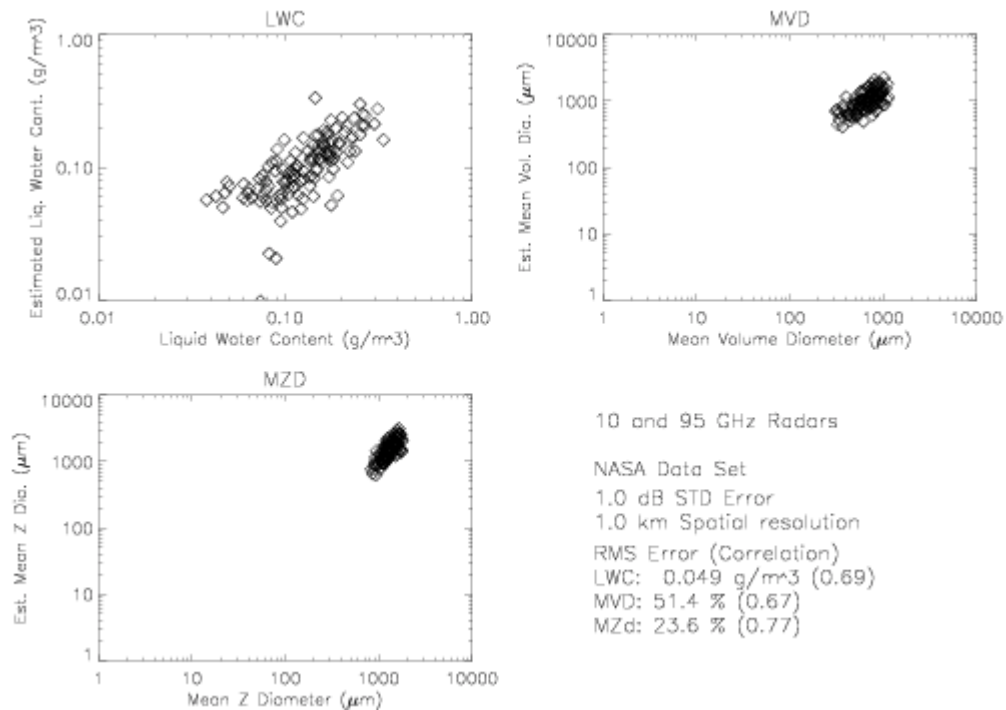 LWC
Estimated Liq. Water Cont. (g/m^3)
1.00
0.10
0.01
0.01
0.10
1.00
Liquid Water Content (g/m^3)
MVD
Est. Mean Vol. Dia. (μm)
10000
1000
100
10
1
1
10
100
1000
10000
Mean Volume Diameter (μm)
MZD
Est. Mean Z Dia. (μm)
10000
1000
100
10
1
1
10
100
1000
10000
Mean Z Diameter (μm)
10 and 95 GHz Radars
NASA Data Set
1.0 dB STD Error
1.0 km Spatial resolution
RMS Error (Correlation)
LWC: 0.049 g/m^3 (0.69)
MVD: 51.4 % (0.67)
MZd: 23.6 % (0.77)